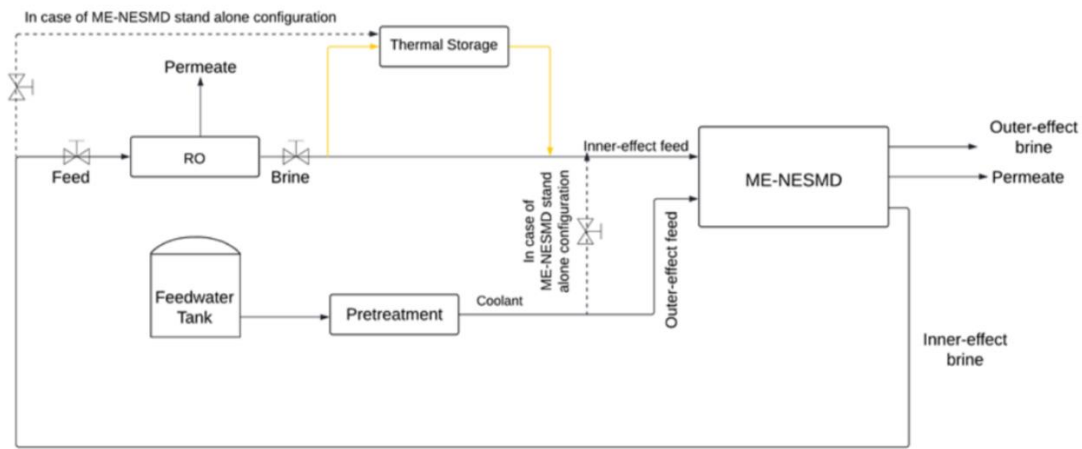 In case of ME-NESMD stand alone configuration
Thermal Storage
Permeate
RO
Feed
Brine
Inner-effect feed
ME-NESMD
Outer-effect
brine
Permeate
In case of
ME-NESMD stand
alone configuration
Outer-effect feed
Feedwater
Tank
Pretreatment
Coolant
Inner-effect
brine